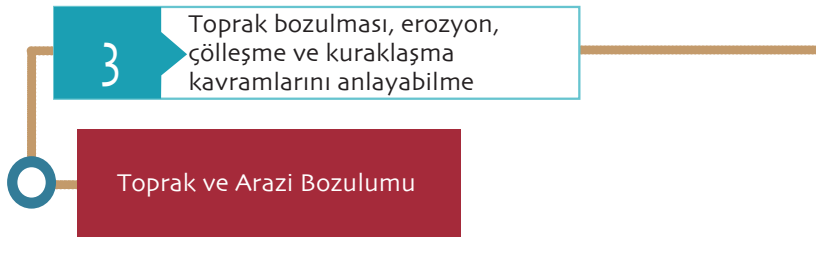 3
Toprak bozulması, erozyon,
çölleşme ve kuraklaşma
kavramlarını anlayabilme
Toprak ve Arazi Bozulumu